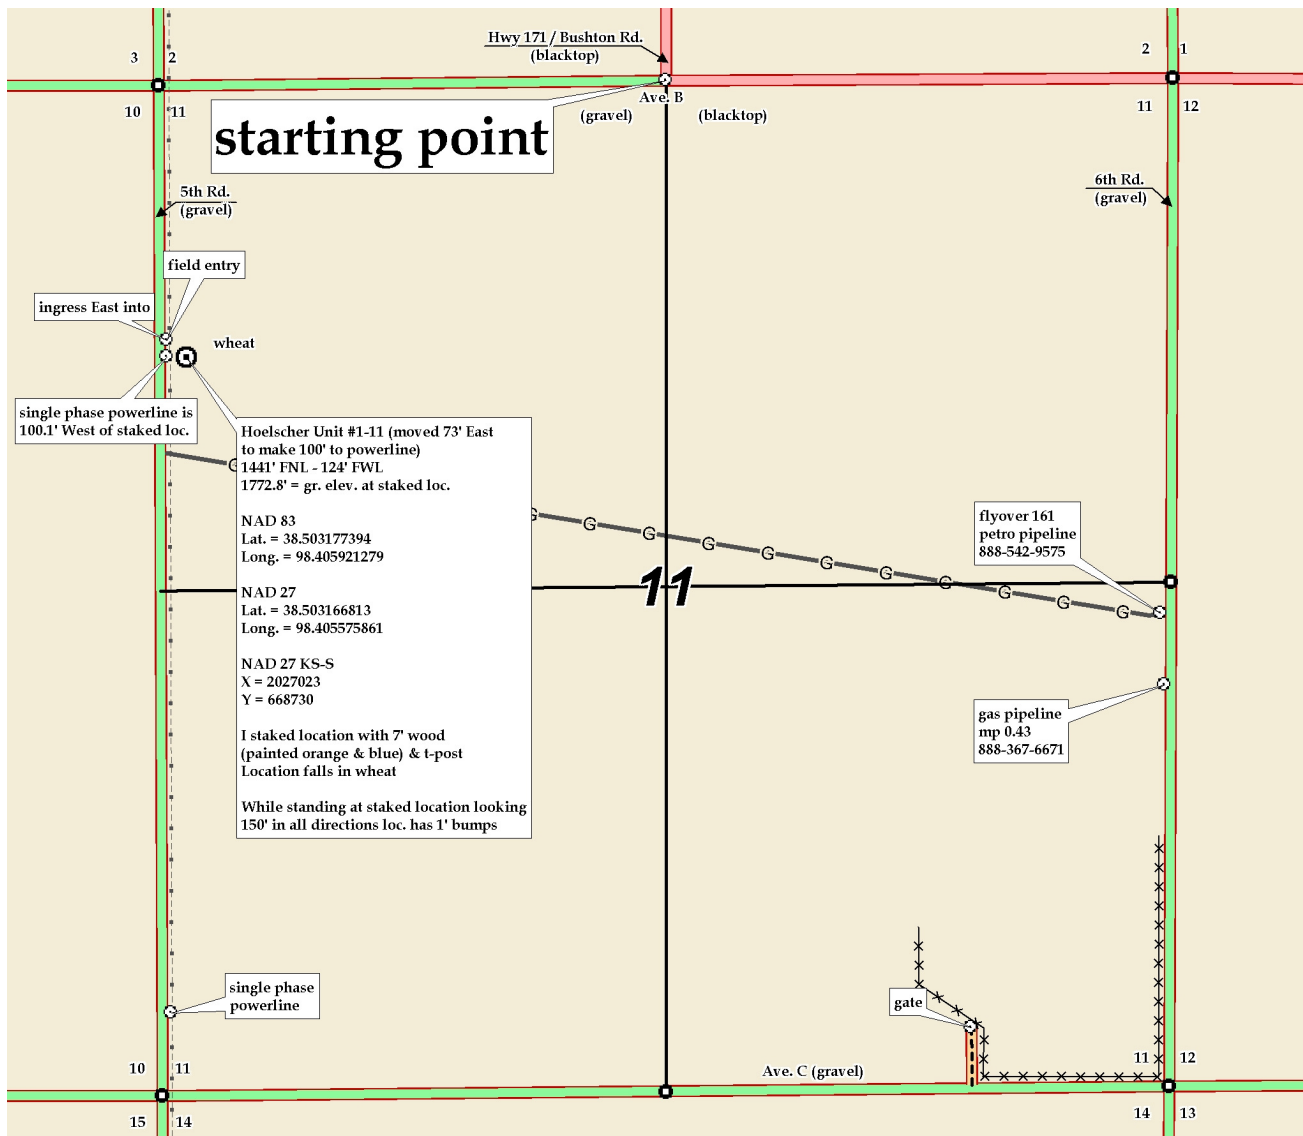 Hwy 171 / Bushton Rd.
(blacktop)
3
2
2
1
10
11
11
12
Ave. B
(gravel)
(blacktop)
starting point
5th Rd.
(gravel)
6th Rd.
(gravel)
field entry
ingress East into
wheat
single phase powerline is
100.1' West of staked loc.
Hoelscher Unit #1-11 (moved 73' East
to make 100' to powerline)
1441' FNL - 124' FWL
1772.8' = gr. elev. at staked loc.
NAD 83
Lat. = 38.503177394
Long. = 98.405921279
NAD 27
Lat. = 38.503166813
Long. = 98.405575861
NAD 27 KS-S
X = 2027023
Y = 668730
I staked location with 7' wood
(painted orange & blue) & t-post
Location falls in wheat
While standing at staked location looking
150' in all directions loc. has 1' bumps
G
G
G
G
G
G
G
G
G
G
G
G
11
flyover 161
petro pipeline
888-542-9575
gas pipeline
mp 0.43
888-367-6671
single phase
powerline
gate
10
11
Ave. C (gravel)
11
12
15
14
14
13